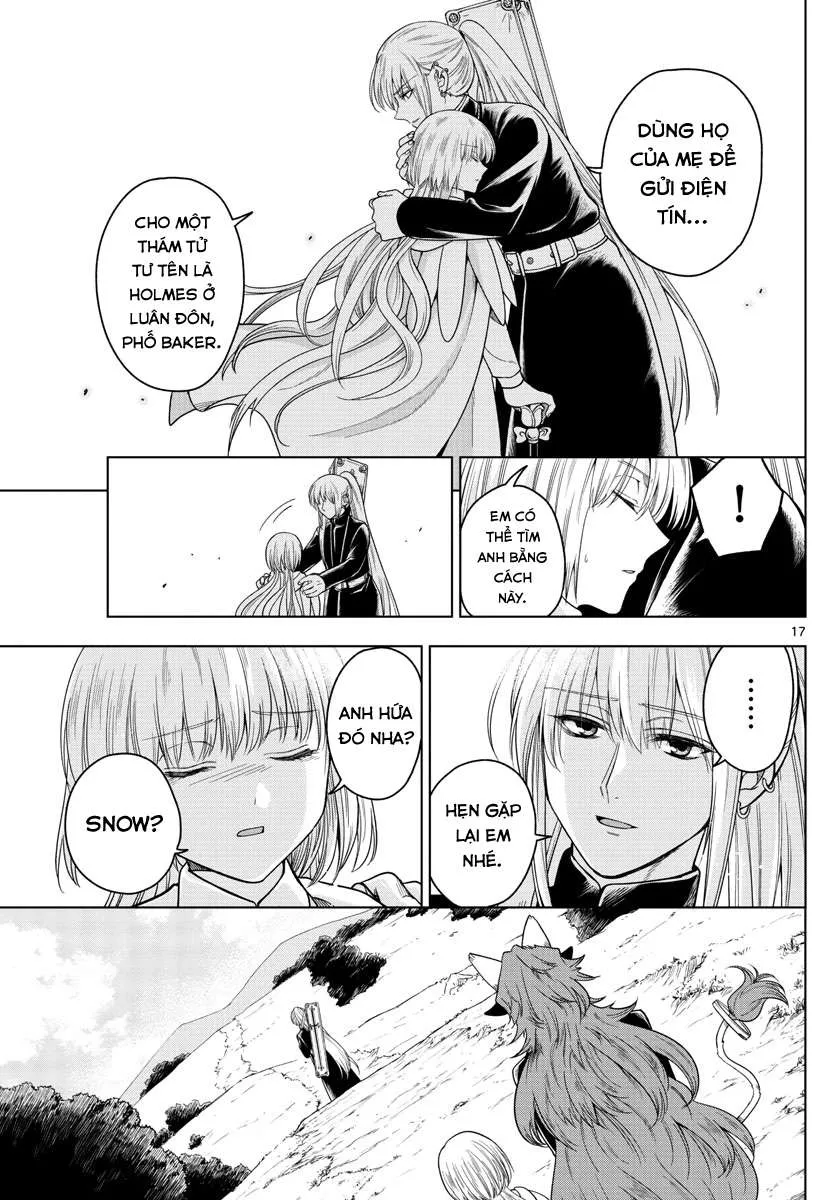 DÙNG HỌ
CỦA MẸ ĐỂ
GỬI ĐIỆN
TÍN...
CHO MỘT
THÁM TỬ
TƯ TÊN LÀ
HOLMES Ở
LUÂN ĐÔN,
PHỐ BAKER.
!
EM CÓ
THỂ TÌM
ANH BẰNG
CÁCH
NÀY.
17
......
HẸN GẶP
LẠI EM
NHÉ.
ANH HỨA
ĐÓ NHA?
SNOW?